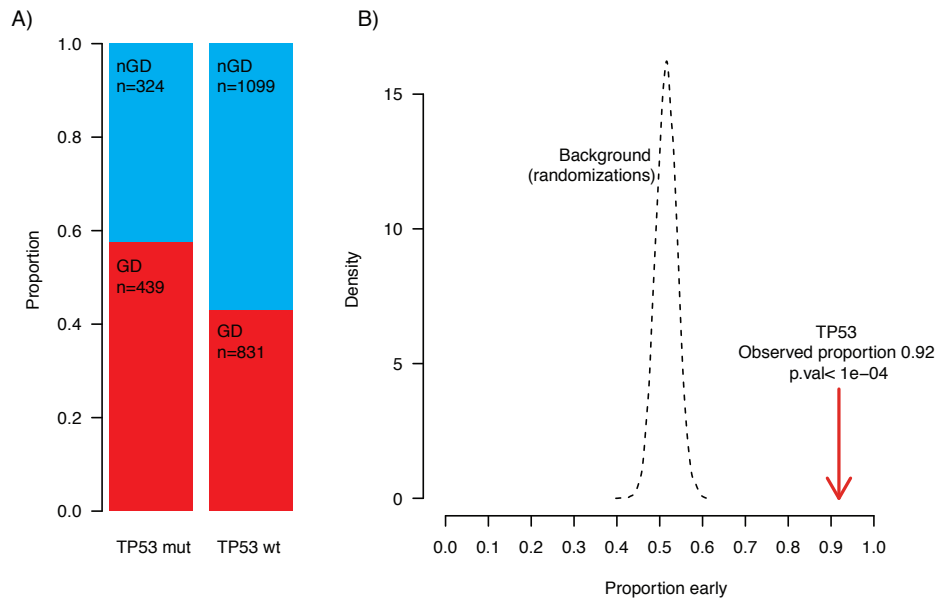 A)
Proportion
1.0
0.8
0.6
0.4
0.2
0.0
nGD
n=324
GD
n=439
nGD
n=1099
GD
n=831
TP53 mut
TP53 wt
B)
Density
15
10
5
0
Background
(randomizations)
TP53
Observed proportion 0.92
p.val< 1e−04
0.0 0.1 0.2 0.3 0.4 0.5 0.6 0.7 0.8 0.9 1.0
Proportion early